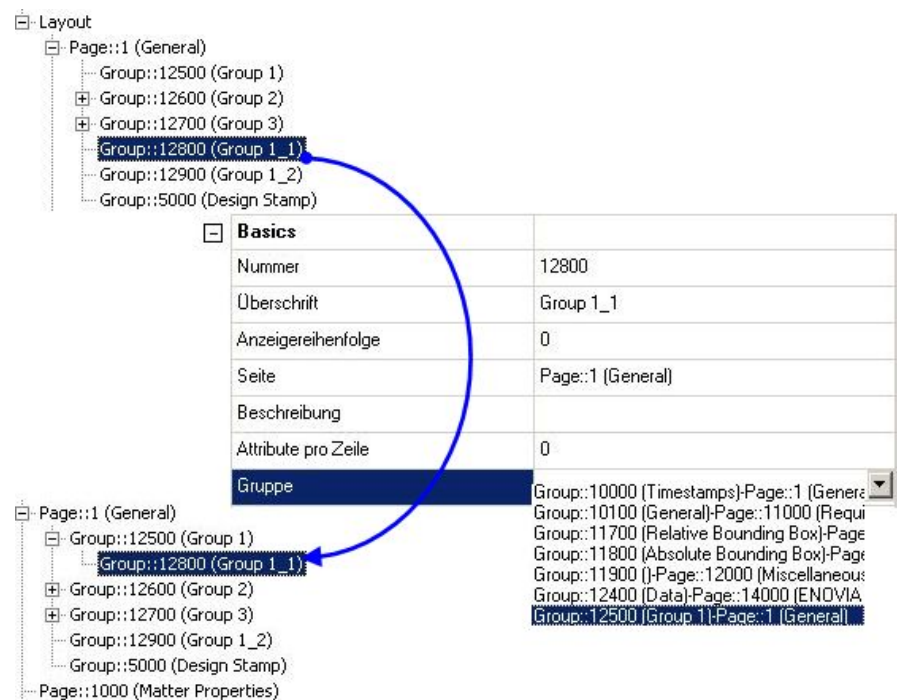 Layout
Page::1 (General)
Group::12500 (Group 1)
Group::12600 (Group 2)
Group::12700 (Group 3)
Group::12800 (Group 1_1)
Group::12900 (Group 1_2)
Group::5000 (Design Stamp)
Basics
Nummer 12800
Überschrift Group 1_1
Anzeigereihenfolge 0
Seite Page::1 (General)
Beschreibung
Attribute pro Zeile 0
Gruppe
Group::10000 (Timestamps)-Page::1 (Genera
Group::10100 (General)-Page::11000 (Requi
Group::11700 (Relative Bounding Box)-Page
Group::11800 (Absolute Bounding Box)-Page
Group::11900 ()-Page::12000 (Miscellaneous
Group::12400 (Data)-Page::14000 (ENOVIA
Group::12500 (Group 1)-Page::1 (General)
Page::1 (General)
Group::12500 (Group 1)
Group::12800 (Group 1_1)
Group::12600 (Group 2)
Group::12700 (Group 3)
Group::12900 (Group 1_2)
Group::5000 (Design Stamp)
Page::1000 (Matter Properties)